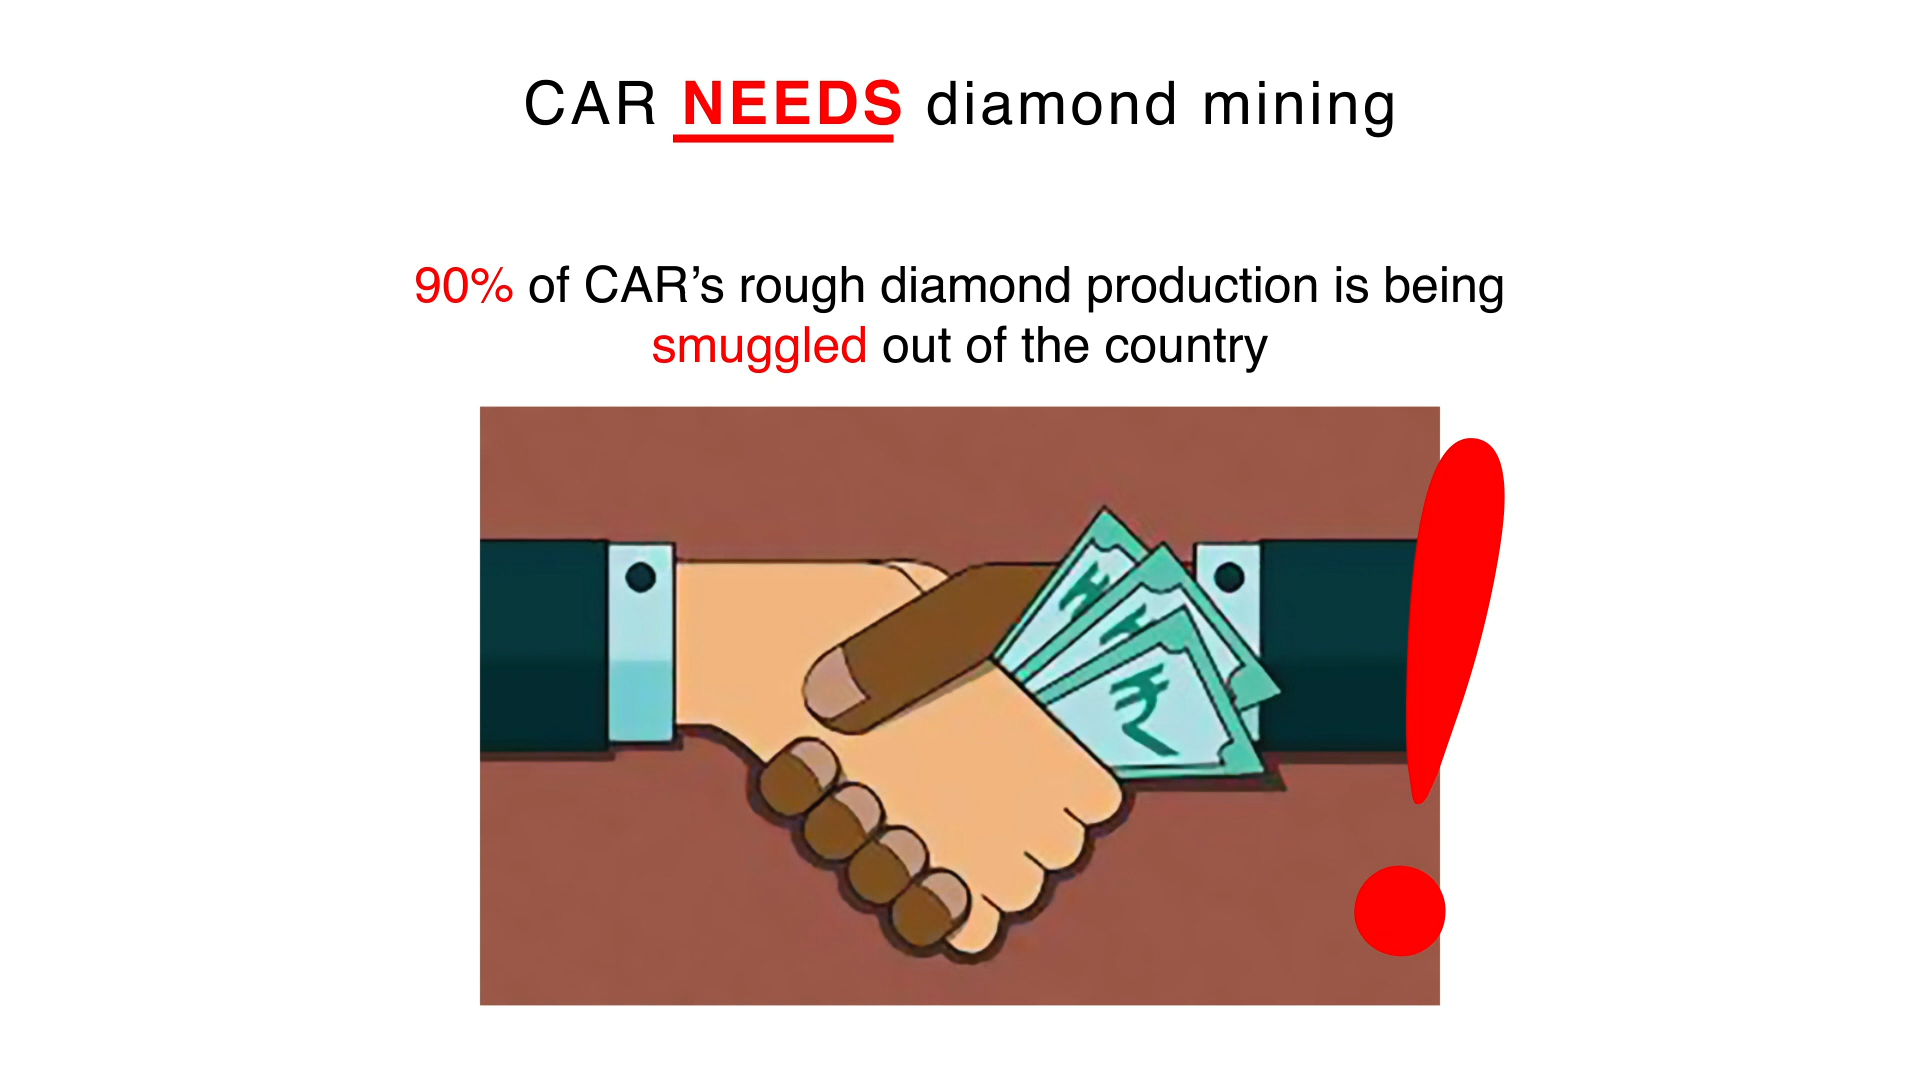 CAR NEEDS diamond mining
90% of CAR’s rough diamond production is being
smuggled out of the country
₹
₹
₹